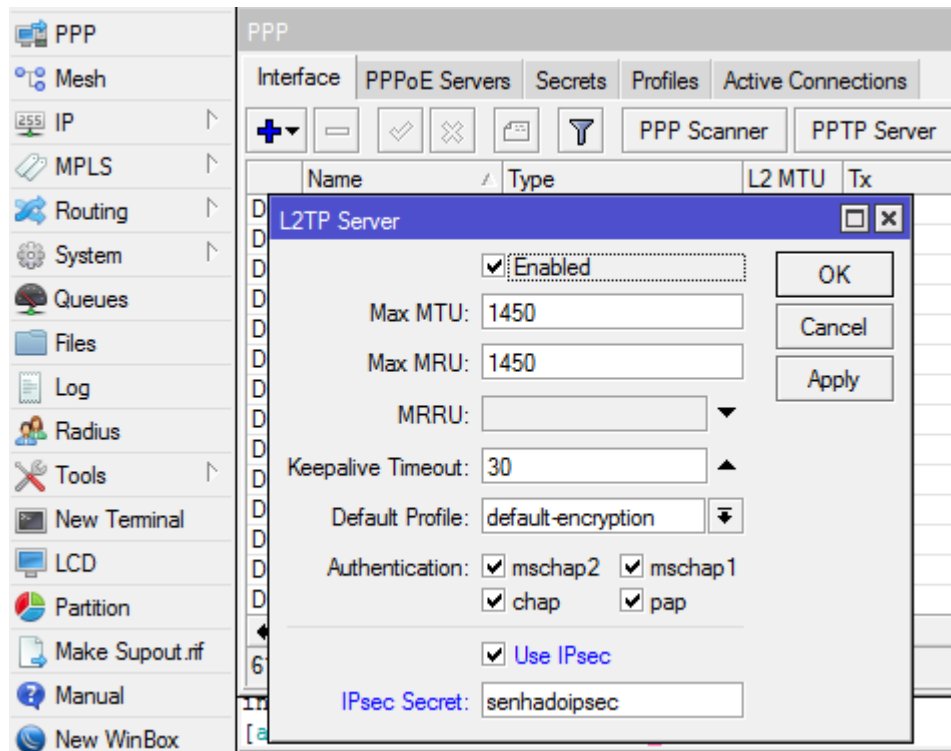 PPP
Mesh
255 IP
MPLS
Routing
System
Queues
Files
Log
Radius
Tools
New Terminal
LCD
Partition
Make Supout.rif
Manual
New WinBox
PPP
Interface PPPoE Servers Secrets Profiles Active Connections
PPP Scanner PPTP Server
Name Type L2 MTU Tx
D
D
D
D
D
D
D
D
D
D
D
D
D
D
L2TP Server
Enabled
OK
Max MTU: 1450
Cancel
Max MRU: 1450
Apply
MRRU:
Keepalive Timeout: 30
Default Profile: default-encryption
Authentication: mschap2 mschap1
chap pap
Use IPsec
IPsec Secret: senhadoipsec
[a